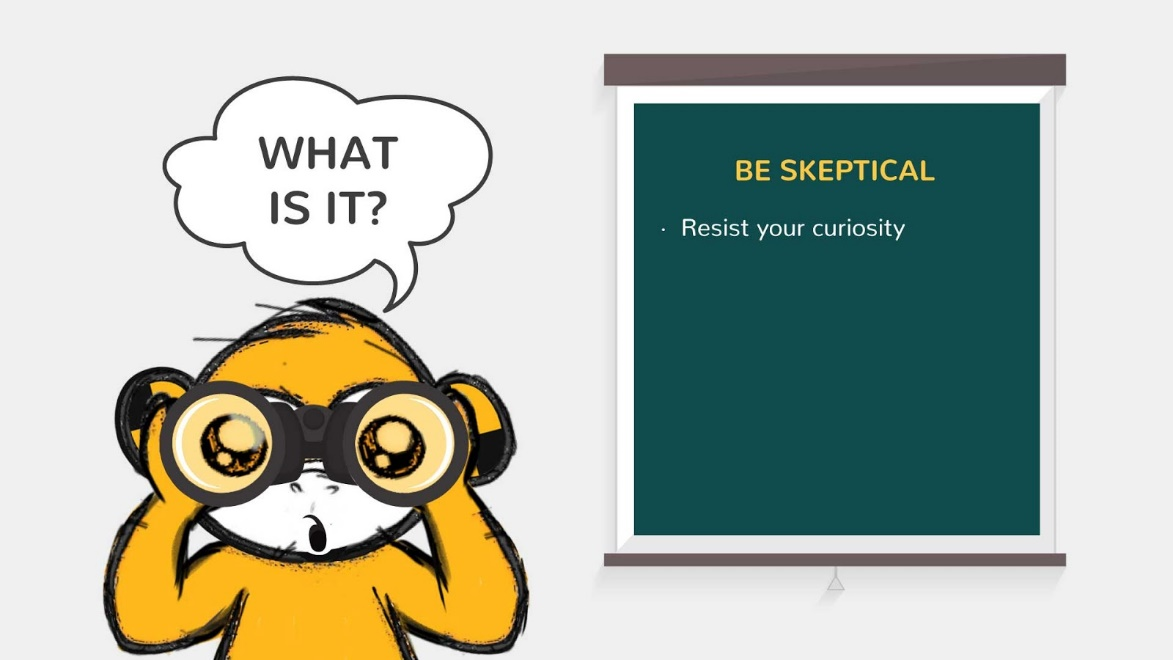 WHAT
IS IT?
BE SKEPTICAL
· Resist your curiosity